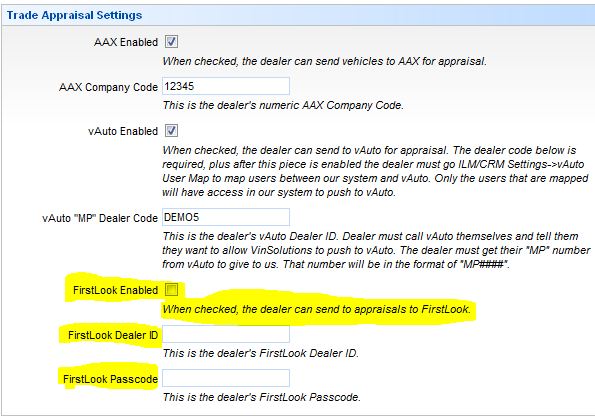 Trade Appraisal Settings
AAX Enabled
When checked, the dealer can send vehicles to AAX for appraisal.
AAX Company Code 12345
This is the dealer's numeric AAX Company Code.
vAuto Enabled
When checked, the dealer can send to vAuto for appraisal. The dealer code below is
required, plus after this piece is enabled the dealer must go ILM/CRM Settings->vAuto
User Map to map users between our system and vAuto. Only the users that are mapped
will have access in our system to push to vAuto.
vAuto "MP" Dealer Code DEMO5
This is the dealer's vAuto Dealer ID. Dealer must call vAuto themselves and tell them
they want to allow VinSolutions to push to vAuto. The dealer must get their "MP" number
from vAuto to give to us. That number will be in the format of "MP####".
FirstLook Enabled
When checked, the dealer can send to appraisals to FirstLook.
FirstLook Dealer ID
This is the dealer's FirstLook Dealer ID.
FirstLook Passcode
This is the dealer's FirstLook Passcode.